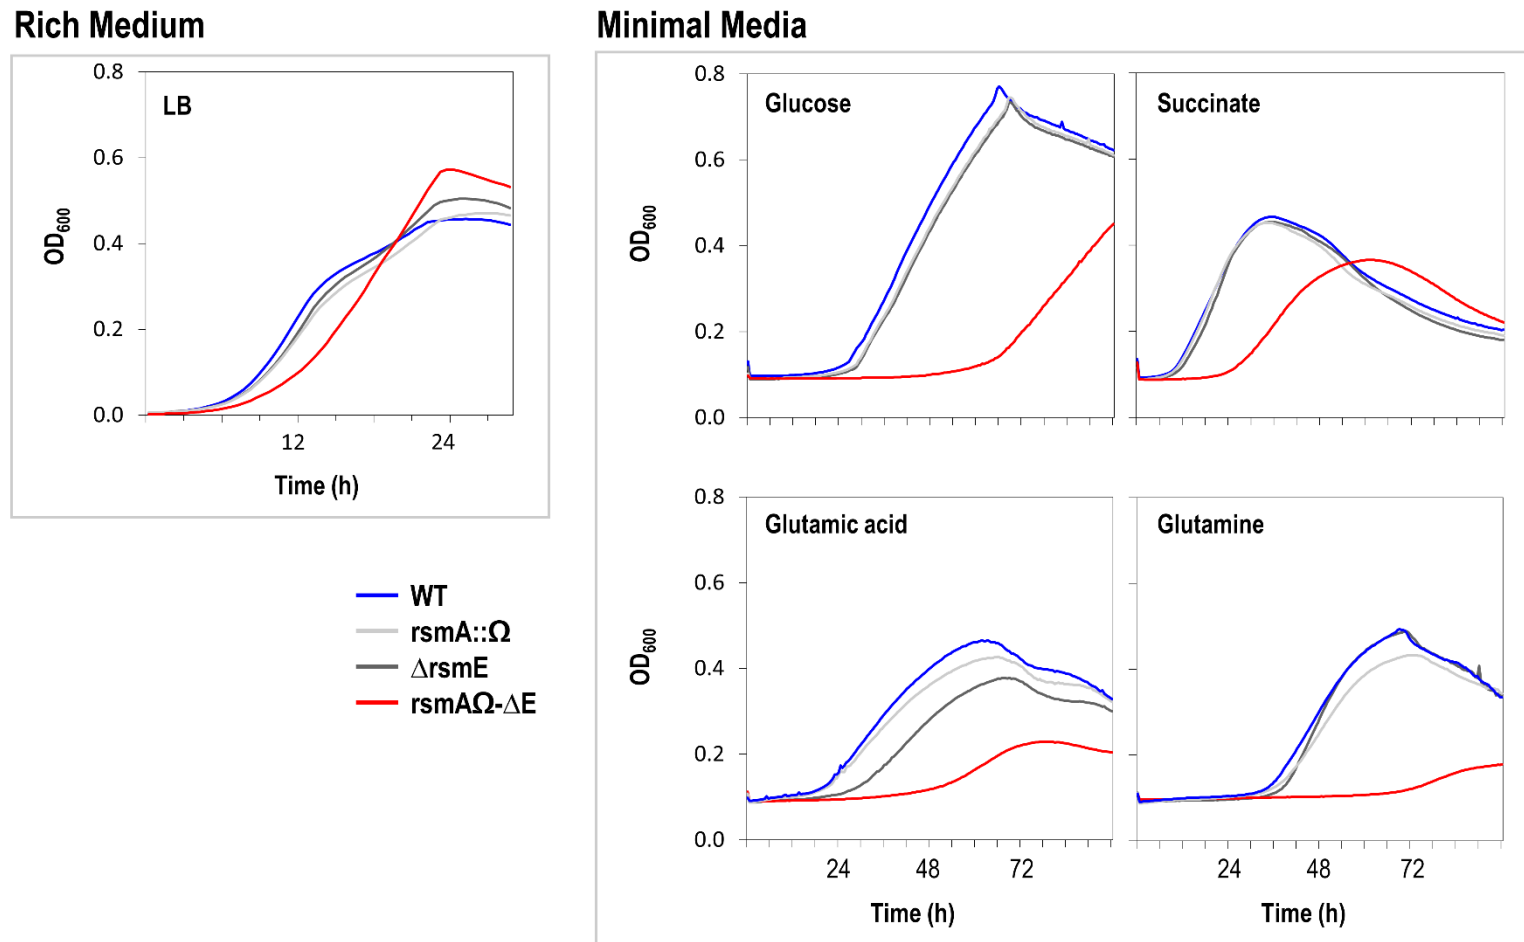 Rich Medium
LB
OD600
0.8
0.6
0.4
0.2
0.0
12 24
Time (h)
WT
rsmA::Ω
ΔrsmE
rsmAΩ-ΔE
Minimal Media
Glucose
OD600
0.8
0.6
0.4
0.2
0.0
Succinate
Glutamic acid
OD600
0.8
0.6
0.4
0.2
0.0
24 48 72
Time (h)
Glutamine
24 48 72
Time (h)